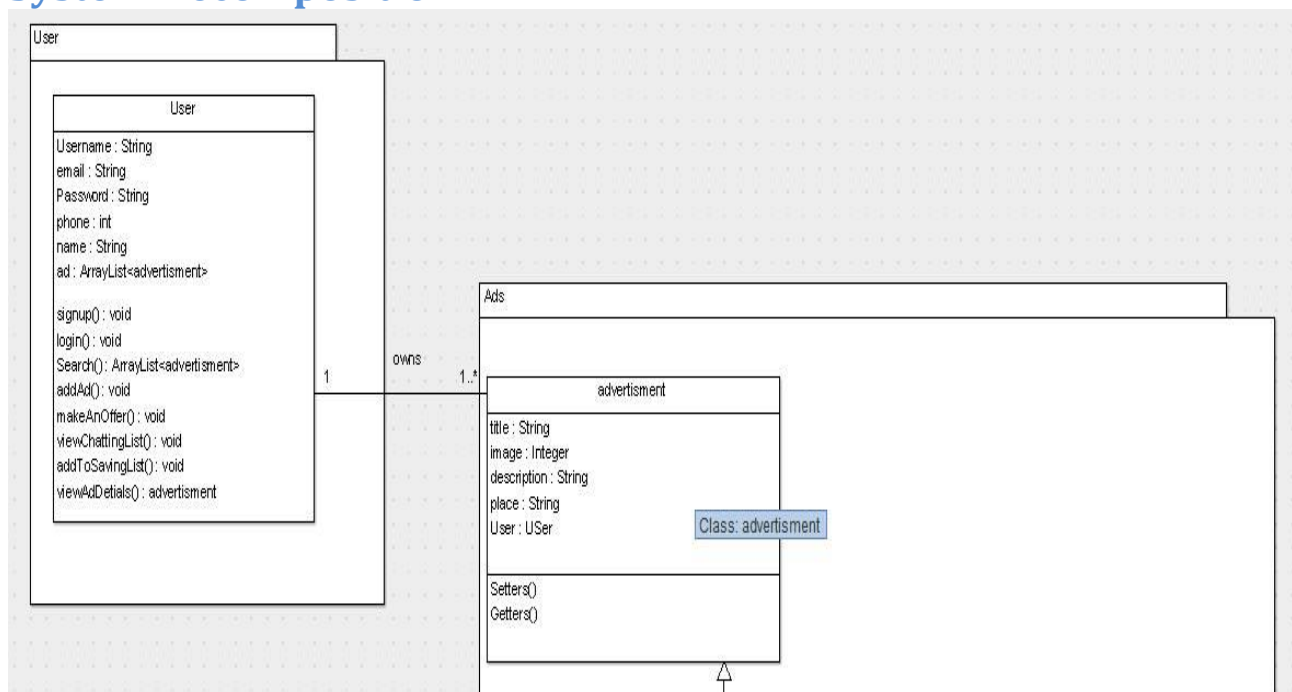 User
User
Username : String
email : String
Password : String
phone : int
name : String
ad : ArrayList<advertisment>
signup() : void
login() : void
Search() : ArrayList<advertisment>
addAd() : void
makeAnOffer() : void
viewChattingList() : void
addToSavingList() : void
viewAdDetials() : advertisment
1
owns
1..*
Ads
advertisment
title : String
image : Integer
description : String
place : String
User : USer
Class: advertisment
Setters()
Getters()